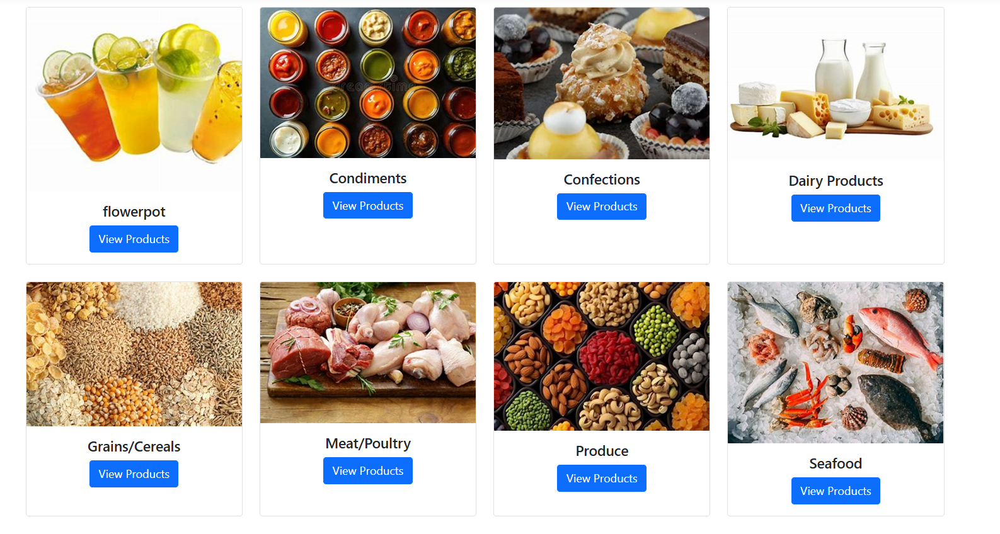 flowerpot
View Products
Condiments
View Products
Confections
View Products
Dairy Products
View Products
Grains/Cereals
View Products
Meat/Poultry
View Products
Produce
View Products
Seafood
View Products